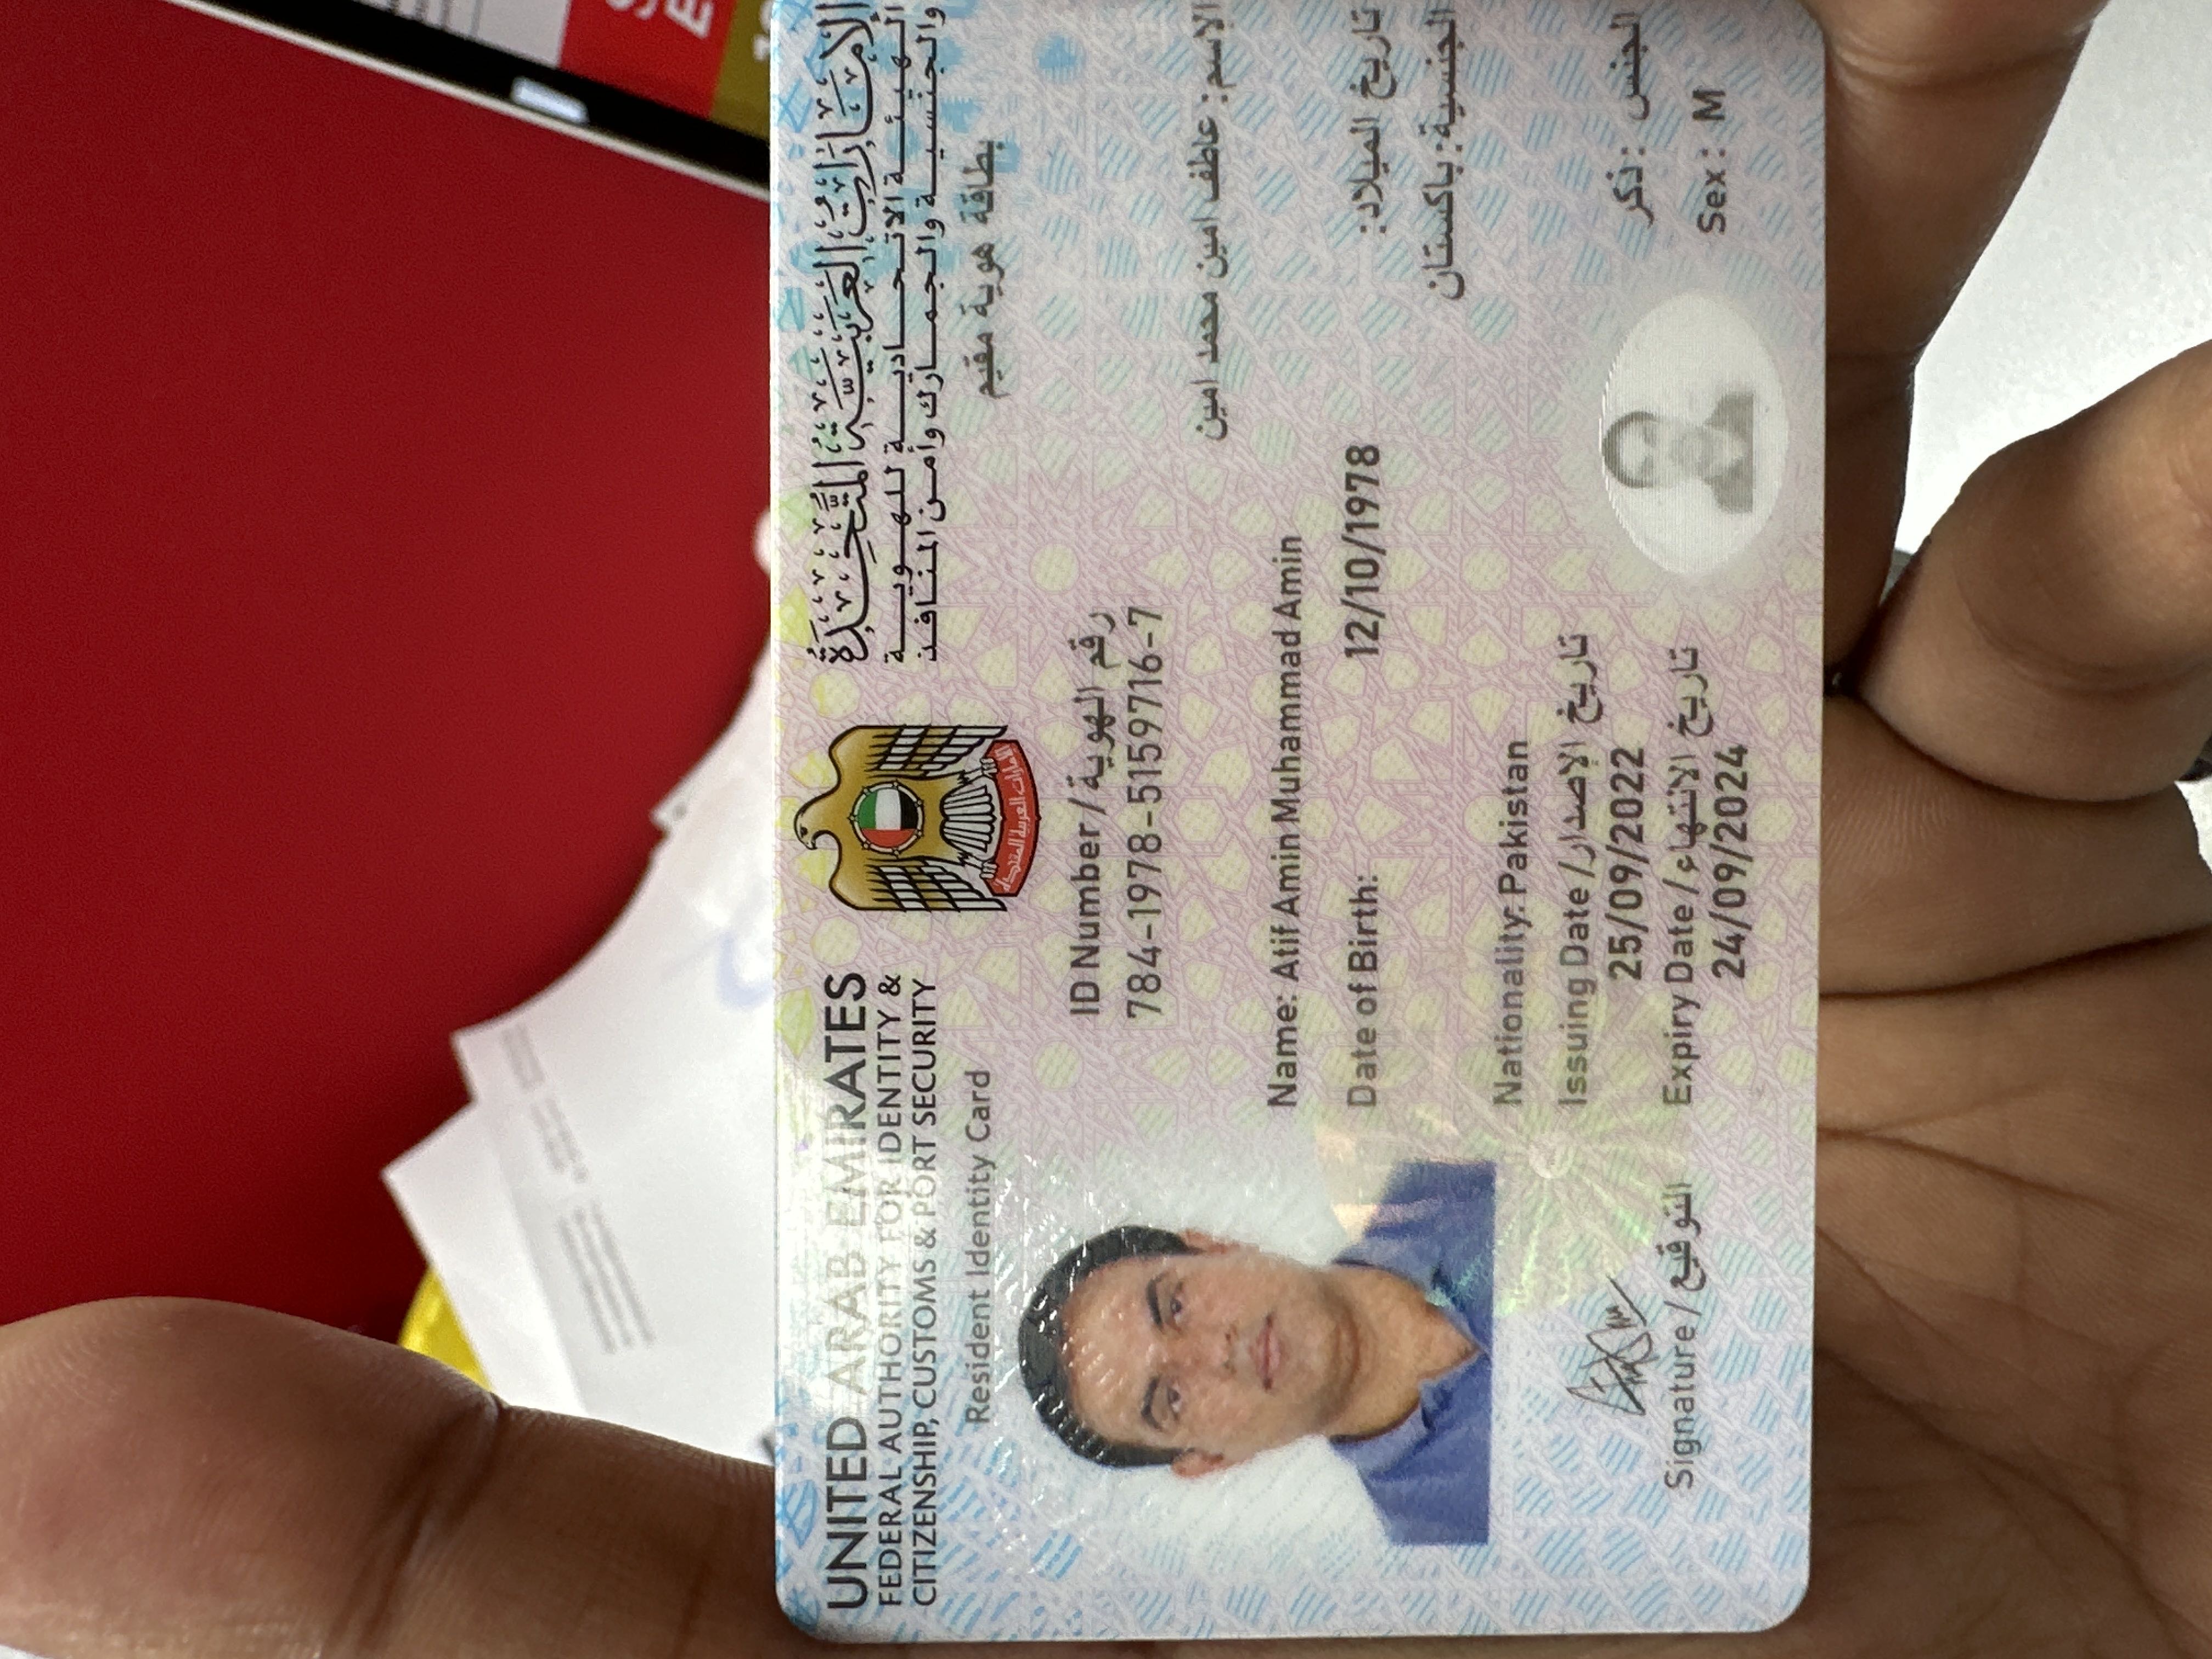 UNITED ARAB EMIRATES
FEDERAL AUTHORITY FOR IDENTITY &
CITIZENSHIP, CUSTOMS & PORT SECURITY
Resident Identity Card
الإمارات العربية المتحدة
الهيئة الاتحادية للهوية
والجنسية والجمارك وأمن المنافذ
بطاقة هوية مقيم
الامارات العربية المتحدة
ID Number / رقم الهوية
784-1978-5159716-7
الإسم: عاطف امين محمد امين
Name: Atif Amin Muhammad Amin
Date of Birth: 12/10/1978 تاريخ الميلاد:
الجنسية: باكستان
Nationality: Pakistan
Issuing Date / تاريخ الإصدار
25/09/2022
Expiry Date / تاريخ الانتهاء
24/09/2024
الجنس : ذكر
Sex : M
Signature / التوقيع